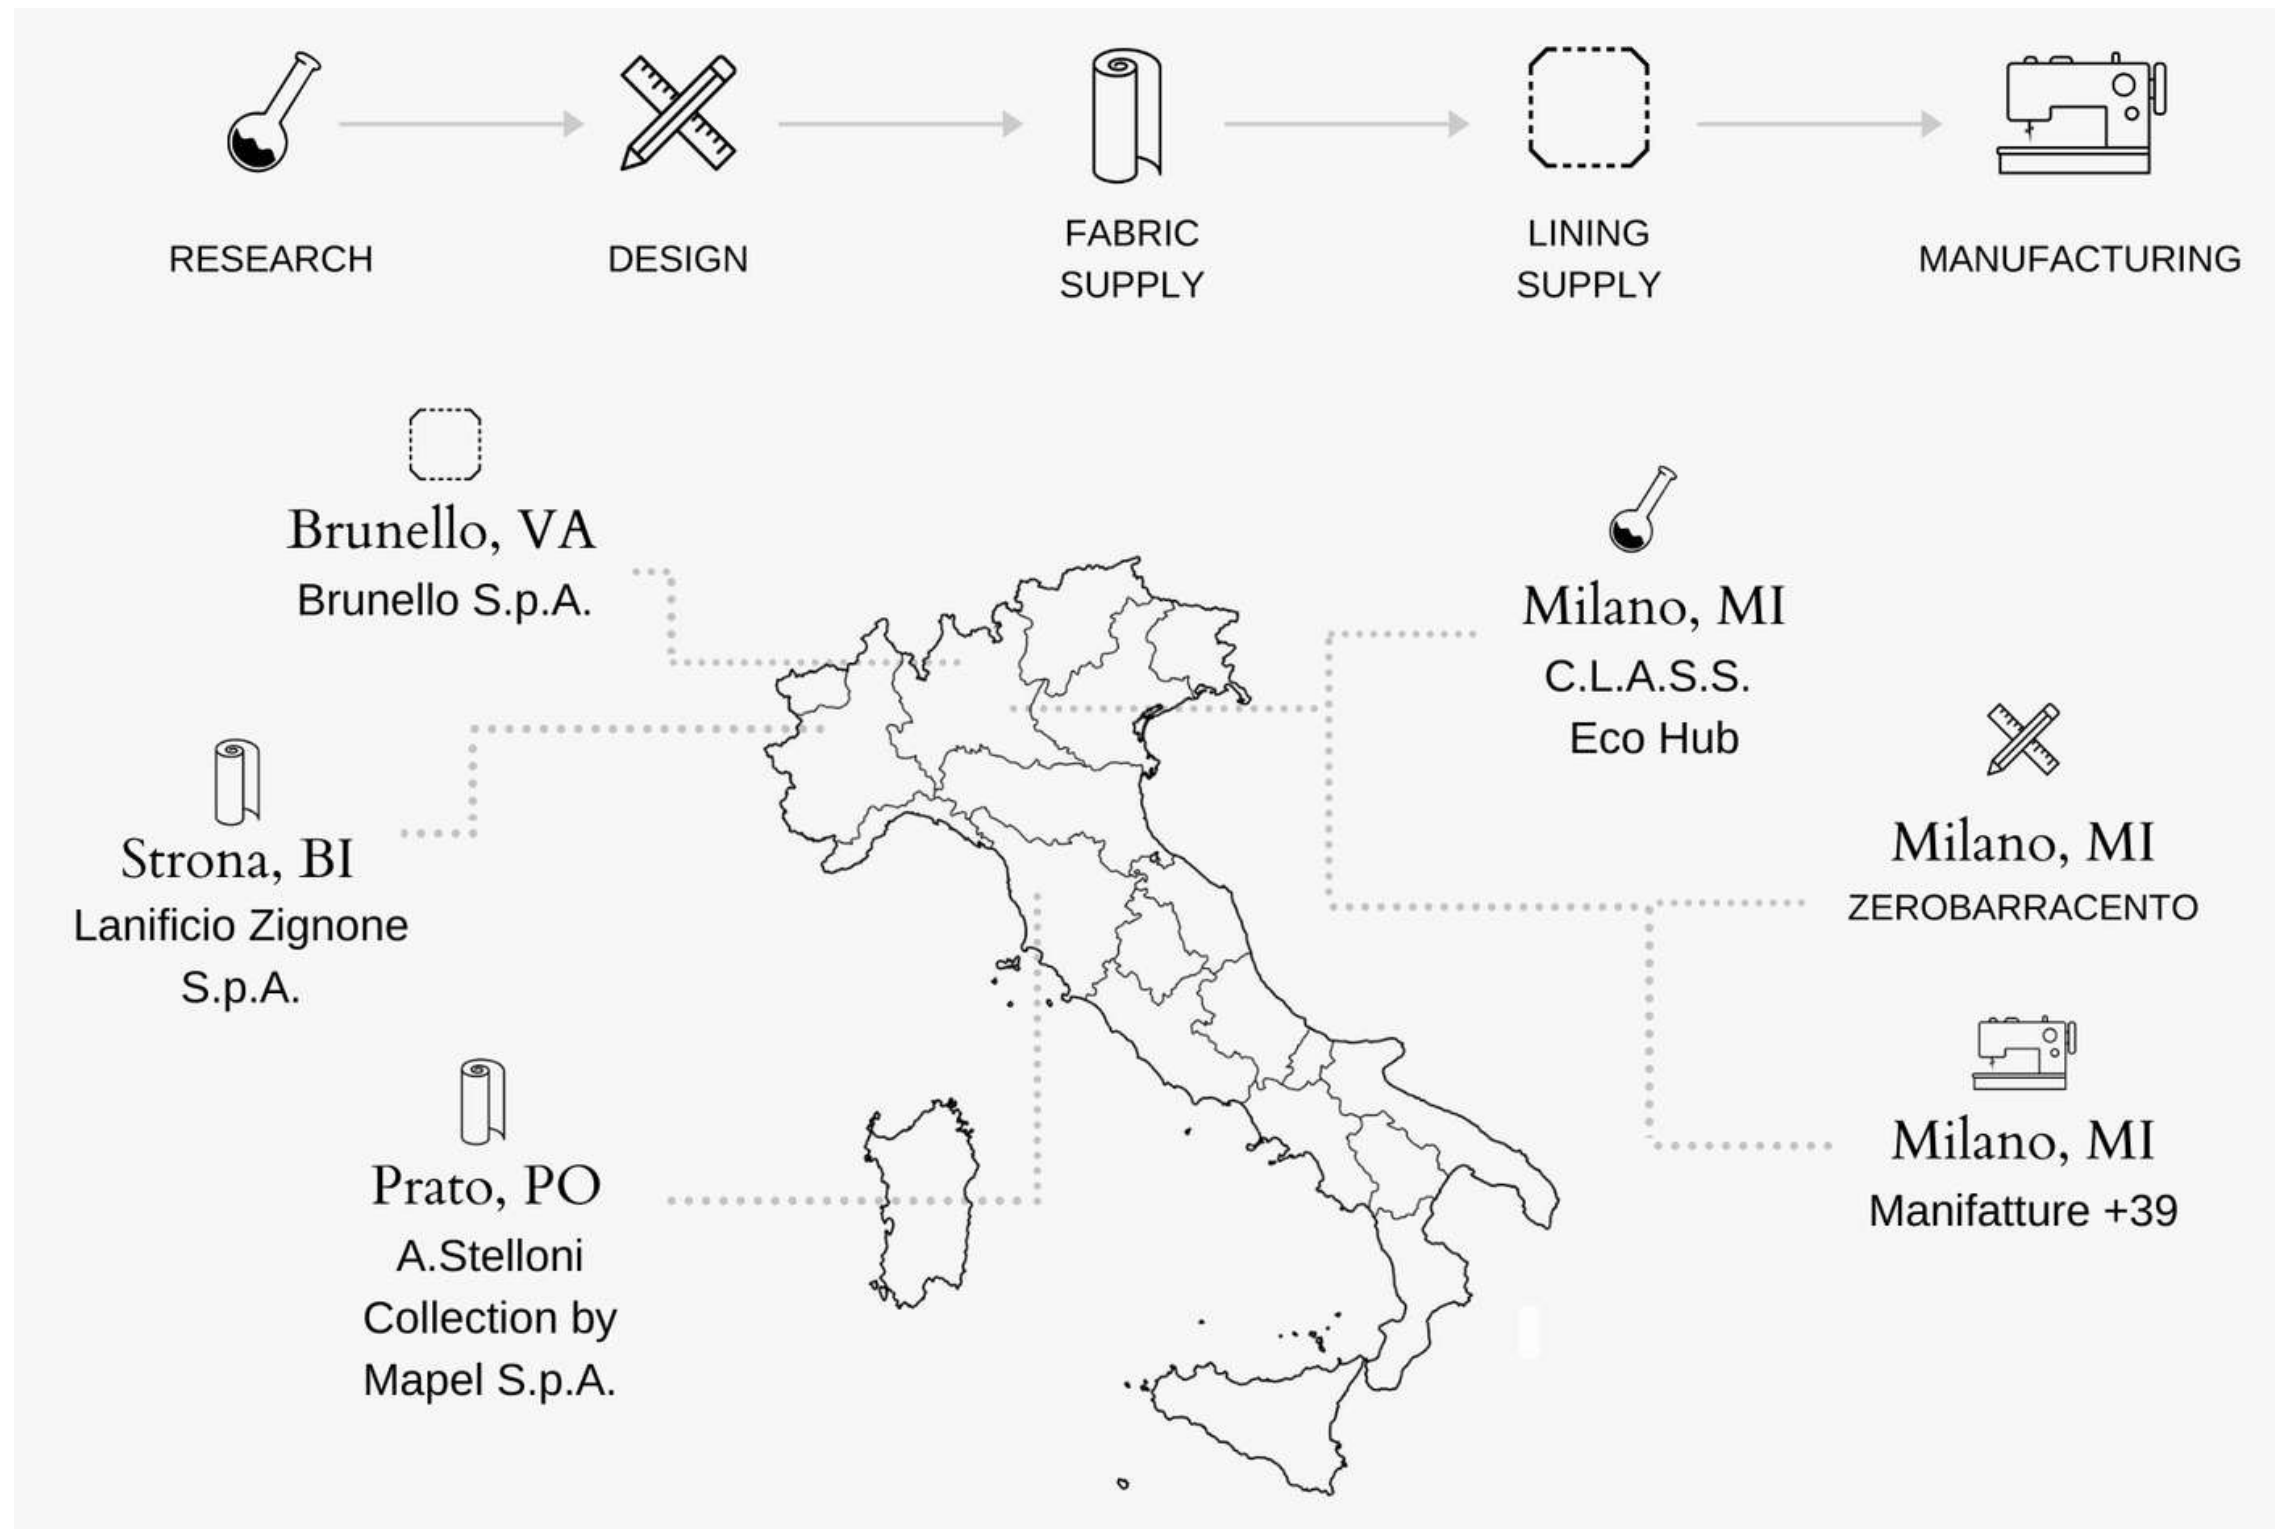 RESEARCH
DESIGN
FABRIC
SUPPLY
LINING
SUPPLY
MANUFACTURING
Brunello, VA
Brunello S.p.A.
Strona, BI
Lanificio Zignone
S.p.A.
Prato, PO
A.Stelloni
Collection by
Mapel S.p.A.
Milano, MI
C.L.A.S.S.
Eco Hub
Milano, MI
ZEROBARRACENTO
Milano, MI
Manifatture +39